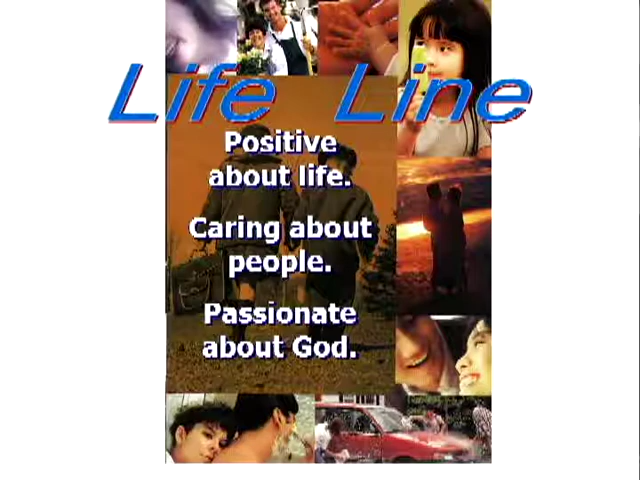 Life Line
Positive
about life.
Caring about
people.
Passionate
about God.